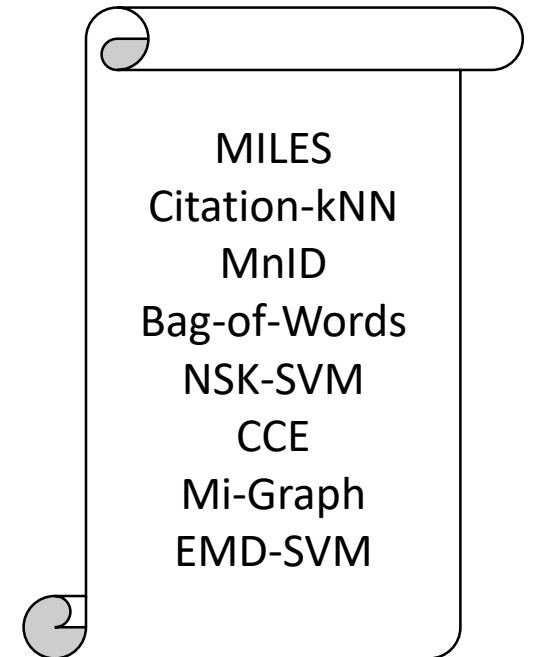 MILES
Citation-kNN
MnID
Bag-of-Words
NSK-SVM
CCE
Mi-Graph
EMD-SVM